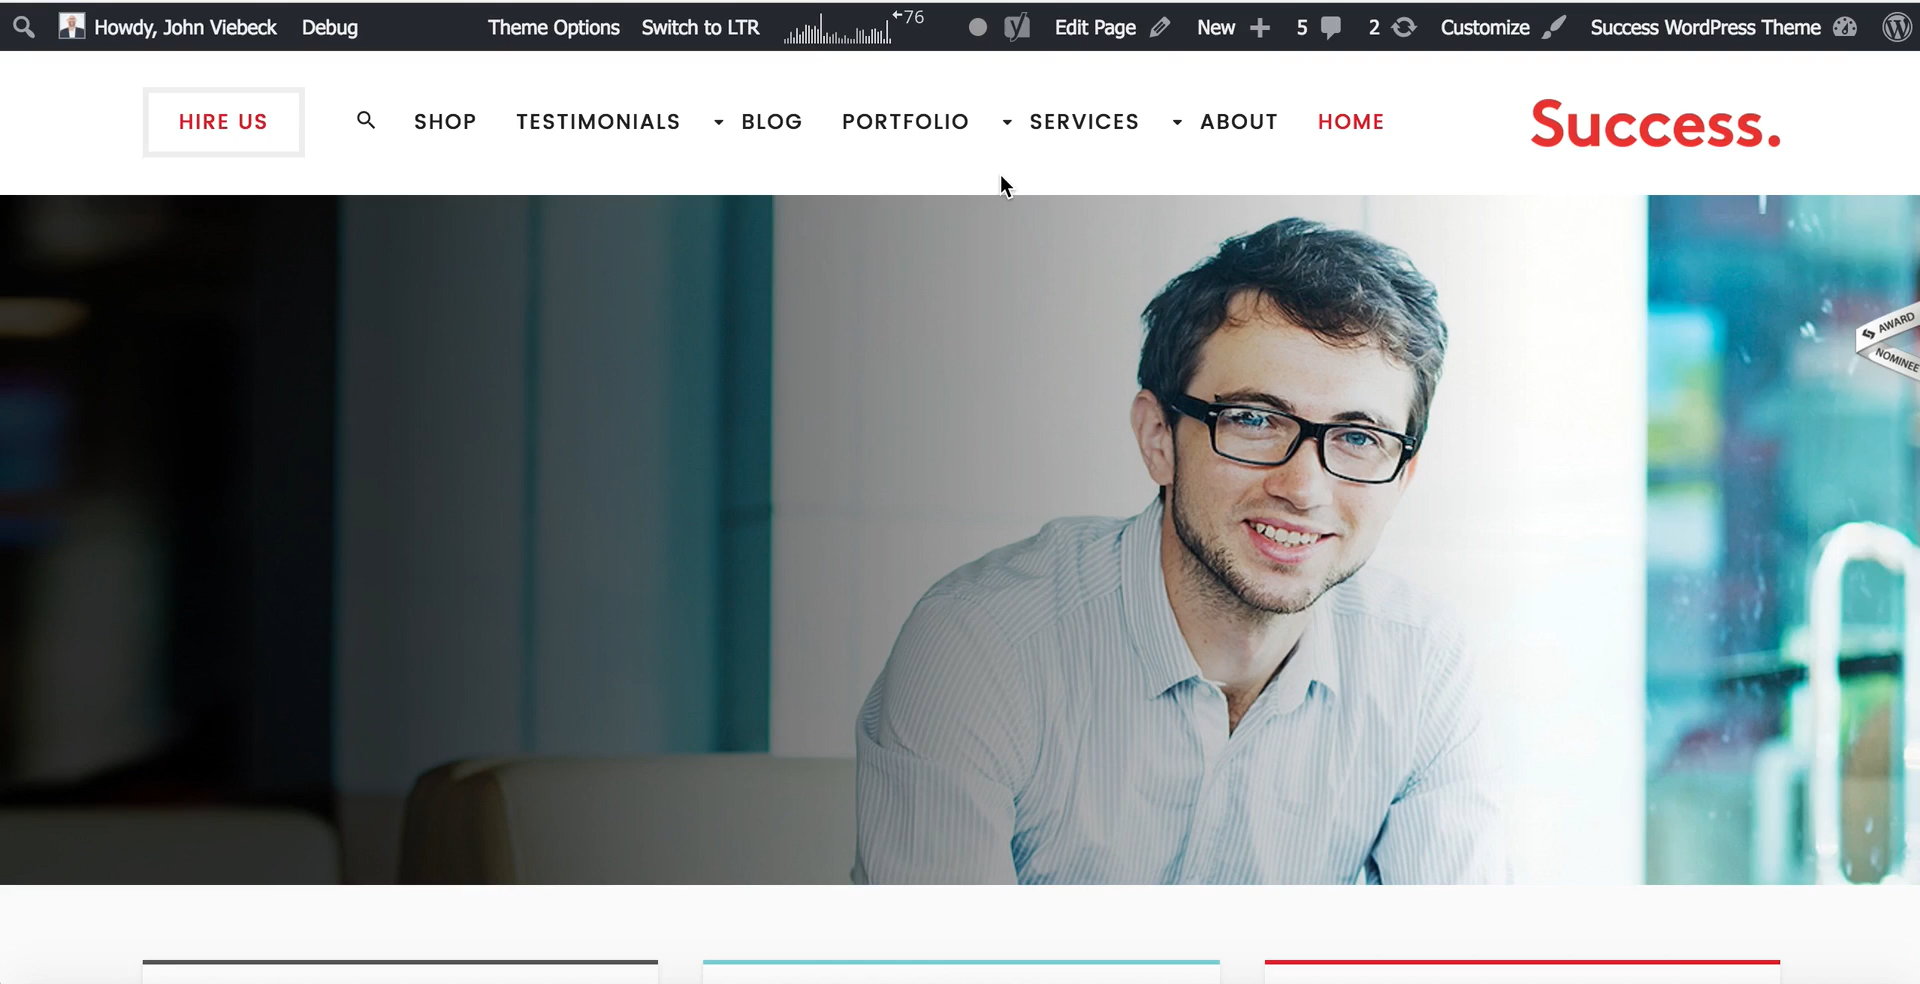 Howdy, John Viebeck Debug Theme Options Switch to LTR 76 Edit Page New 5 2 Customize Success WordPress Theme
HIRE US SHOP TESTIMONIALS BLOG PORTFOLIO SERVICES ABOUT HOME Success.
AWARD
NOMINEE